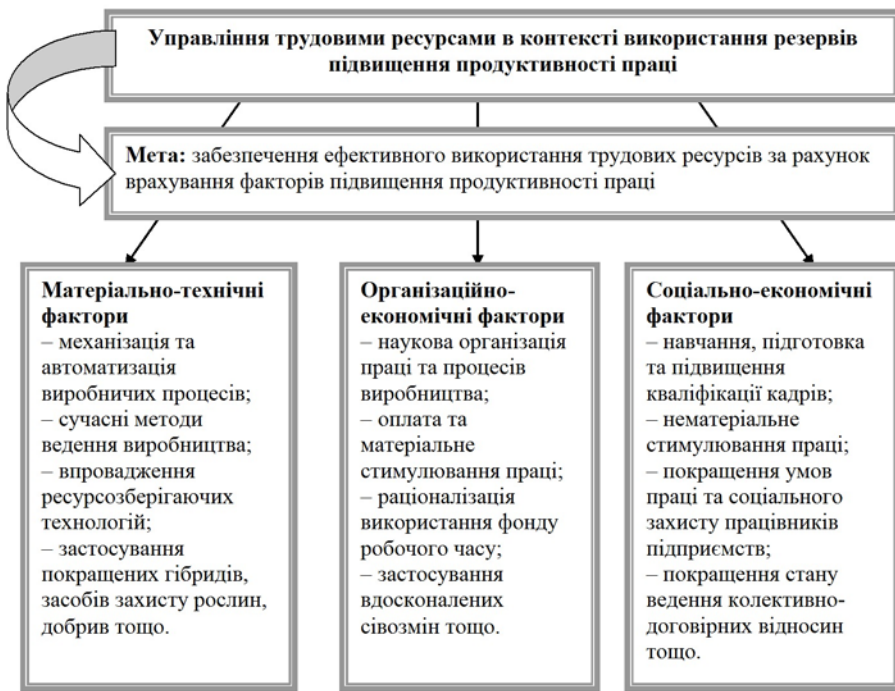 Управління трудовими ресурсами в контексті використання резервів
підвищення продуктивності праці
Мета: забезпечення ефективного використання трудових ресурсів за рахунок
врахування факторів підвищення продуктивності праці
Матеріально-технічні
фактори
– механізація та
автоматизація
виробничих процесів;
– сучасні методи
ведення виробництва;
– впровадження
ресурсозберігаючих
технологій;
– застосування
покращених гібридів,
засобів захисту рослин,
добрив тощо.
Організаційно-
економічні фактори
– наукова організація
праці та процесів
виробництва;
– оплата та
матеріальне
стимулювання праці;
– раціоналізація
використання фонду
робочого часу;
– застосування
вдосконалених
сівозмін тощо.
Соціально-економічні
фактори
– навчання, підготовка
та підвищення
кваліфікації кадрів;
– нематеріальне
стимулювання праці;
– покращення умов
праці та соціального
захисту працівників
підприємств;
– покращення стану
ведення колективно-
договірних відносин
тощо.